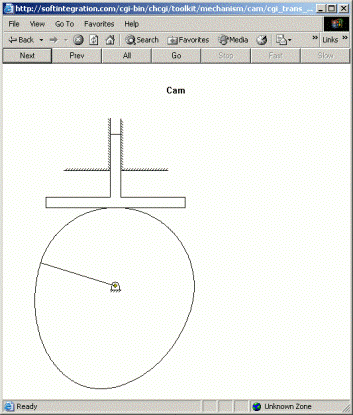 http://softintegration.com/cgi-bin/chcgi/toolkit/mechanism/cam/cgi_trans_...
File View Go To Favorites Help
Back Search Favorites Media Links
Next Prev All Go Stop Fast Slow
Cam
Ready Unknown Zone